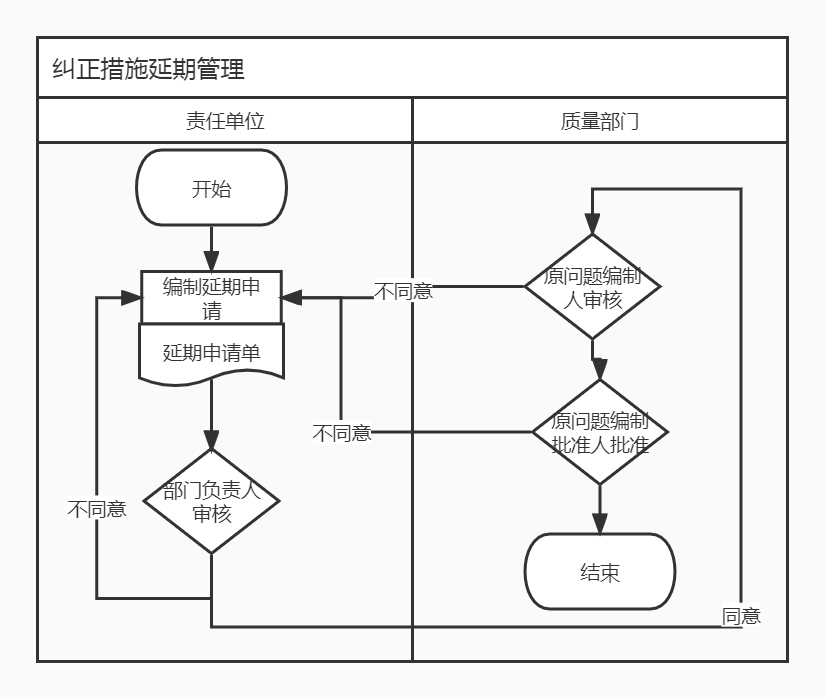 纠正措施延期管理
责任单位
质量部门
开始
编制延期申
请
延期申请单
部门负责人
审核
不同意
不同意
不同意
原问题编制
人审核
原问题编制
批准人批准
结束
同意